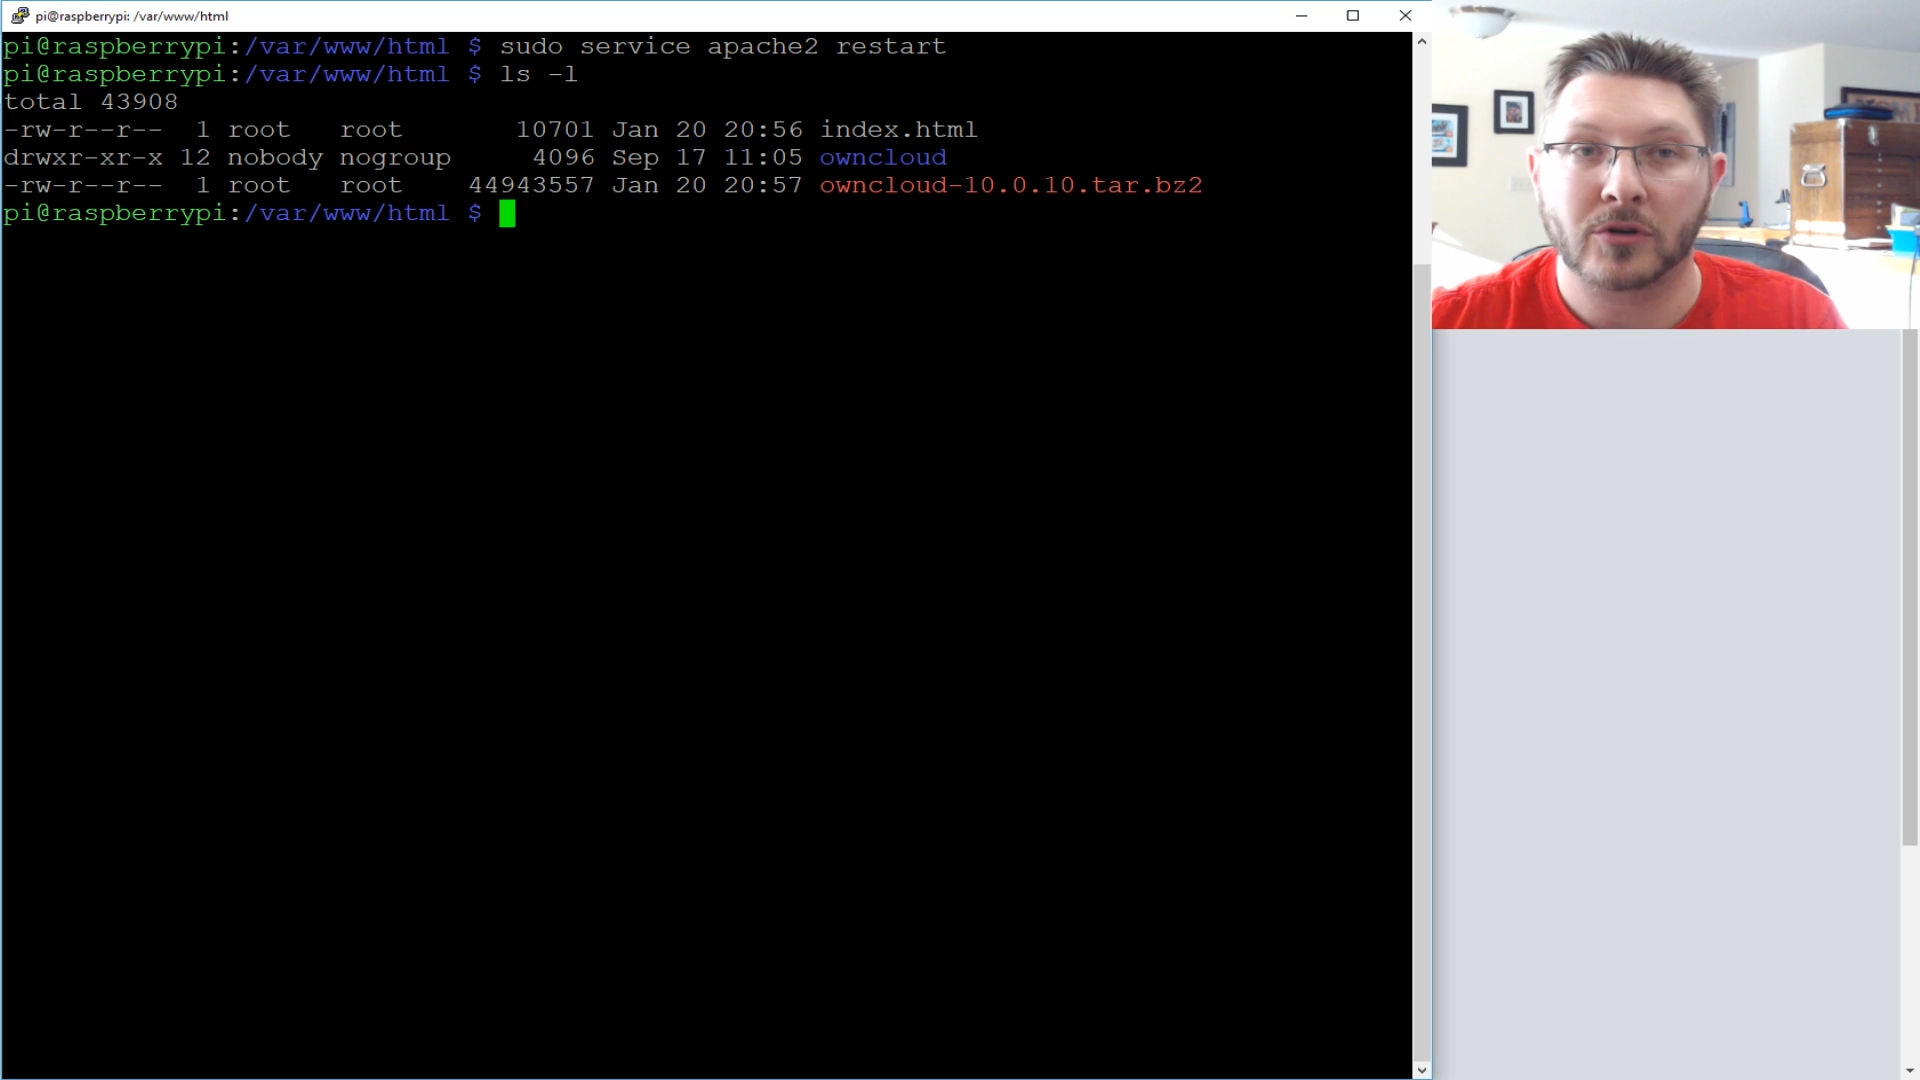 pi@raspberrypi: /var/www/html
pi@raspberrypi:/var/www/html $ sudo service apache2 restart
pi@raspberrypi:/var/www/html $ ls -l
total 43908
-rw-r--r-- 1 root root 10701 Jan 20 20:56 index.html
drwxr-xr-x 12 nobody nogroup 4096 Sep 17 11:05 owncloud
-rw-r--r-- 1 root root 44943557 Jan 20 20:57 owncloud-10.0.10.tar.bz2
pi@raspberrypi:/var/www/html $